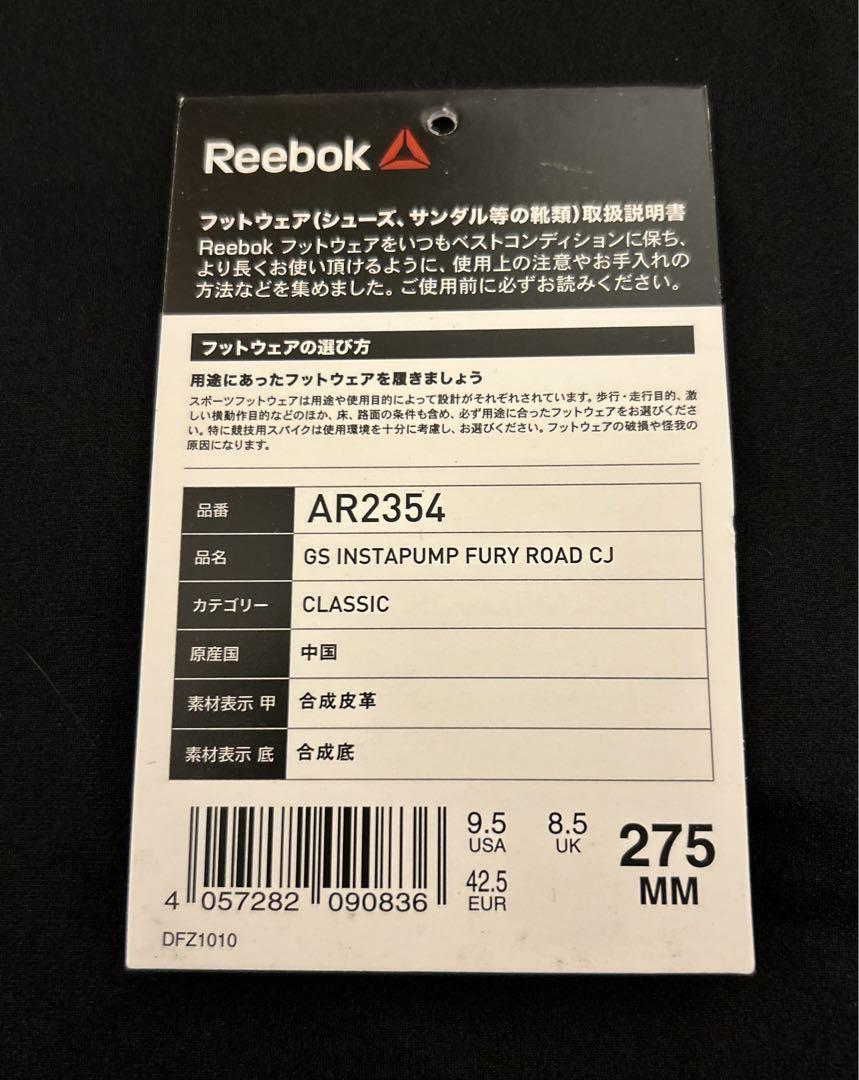 Reebok
フットウェア(シューズ、サンダル等の靴類)取扱説明書
Reebok フットウェアをいつもベストコンディションに保ち、
より長くお使い頂けるように、使用上の注意やお手入れの
方法などを集めました。ご使用前に必ずお読みください。
フットウェアの選び方
用途にあったフットウェアを履きましょう
スポーツフットウェアは用途や使用目的によって設計がそれぞれされています。歩行・走行目的、激
しい横動作目的などのほか、床、路面の条件も含め、必ず用途に合ったフットウェアをお選びくださ
い。特に競技用スパイクは使用環境を十分に考慮し、お選びください。フットウェアの破損や怪我の
原因になります。
品番 AR2354
品名 GS INSTAPUMP FURY ROAD CJ
カテゴリー CLASSIC
原産国 中国
素材表示 甲 合成皮革
素材表示 底 合成底
9.5 8.5 275
USA UK MM
42.5
EUR
4 057282 090836
DFZ1010